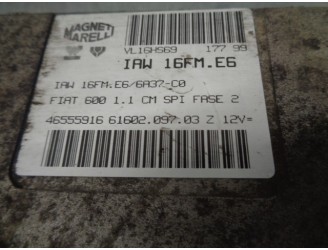 MAGNETI
MARELLI
VL16HS69 177 99
IAW 16FM.E6
IAW 16FM.E6/6A37-C0
FIAT 600 1.1 CM SPI FASE 2
46555916 61602.097.03 Z 12V=